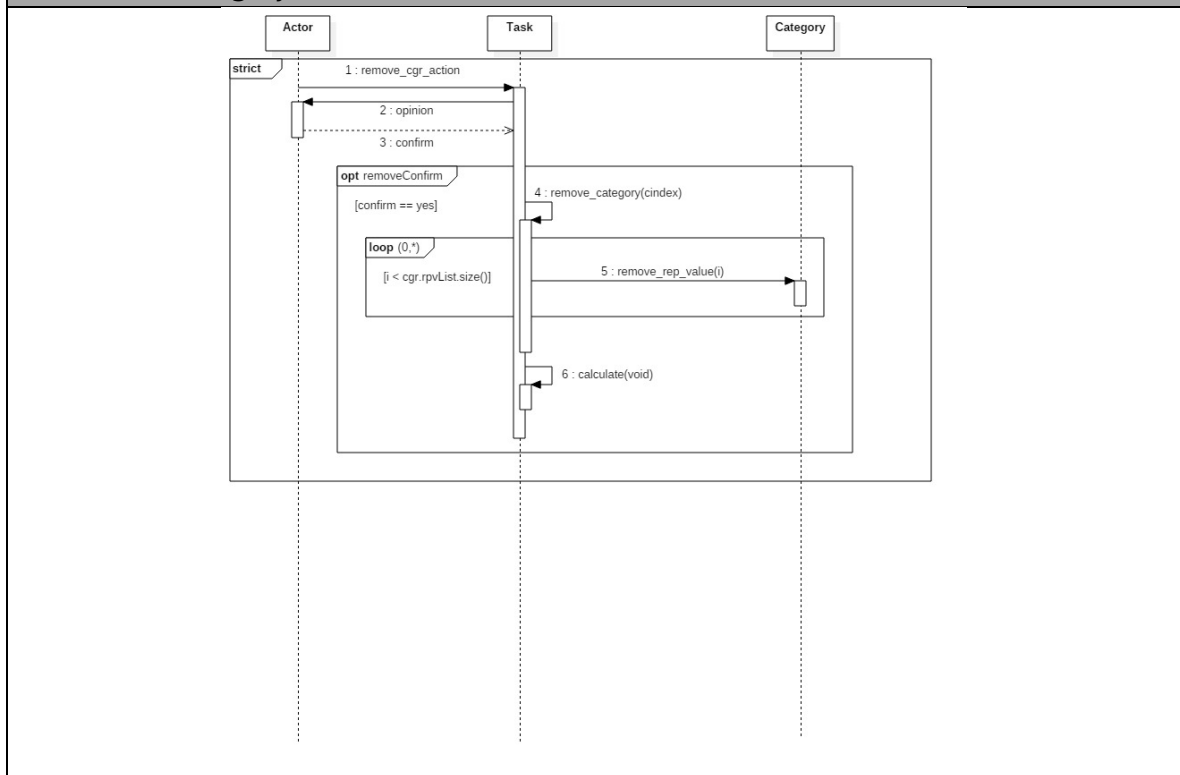 Actor
Task
Category
strict
1 : remove_cgr_action
2 : opinion
3 : confirm
opt removeConfirm
4 : remove_category(cindex)
[confirm == yes]
loop (0,*)
5 : remove_rep_value(i)
[i < cgr.rpvList.size()]
6 : calculate(void)